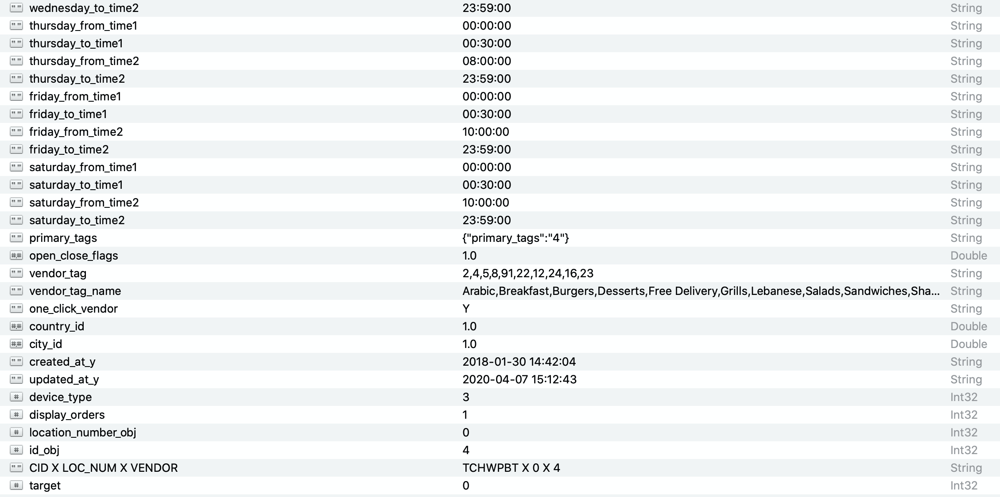 wednesday_to_time2 23:59:00 String
thursday_from_time1 00:00:00 String
thursday_to_time1 00:30:00 String
thursday_from_time2 08:00:00 String
thursday_to_time2 23:59:00 String
friday_from_time1 00:00:00 String
friday_to_time1 00:30:00 String
friday_from_time2 10:00:00 String
friday_to_time2 23:59:00 String
saturday_from_time1 00:00:00 String
saturday_to_time1 00:30:00 String
saturday_from_time2 10:00:00 String
saturday_to_time2 23:59:00 String
primary_tags {"primary_tags":"4"} String
open_close_flags 1.0 Double
vendor_tag 2,4,5,8,91,22,12,24,16,23 String
vendor_tag_name Arabic,Breakfast,Burgers,Desserts,Free Delivery,Grills,Lebanese,Salads,Sandwiches,Sha... String
one_click_vendor Y String
country_id 1.0 Double
city_id 1.0 Double
created_at_y 2018-01-30 14:42:04 String
updated_at_y 2020-04-07 15:12:43 String
device_type 3 Int32
display_orders 1 Int32
location_number_obj 0 Int32
id_obj 4 Int32
CID X LOC_NUM X VENDOR TCHWPBT X 0 X 4 String
target 0 Int32